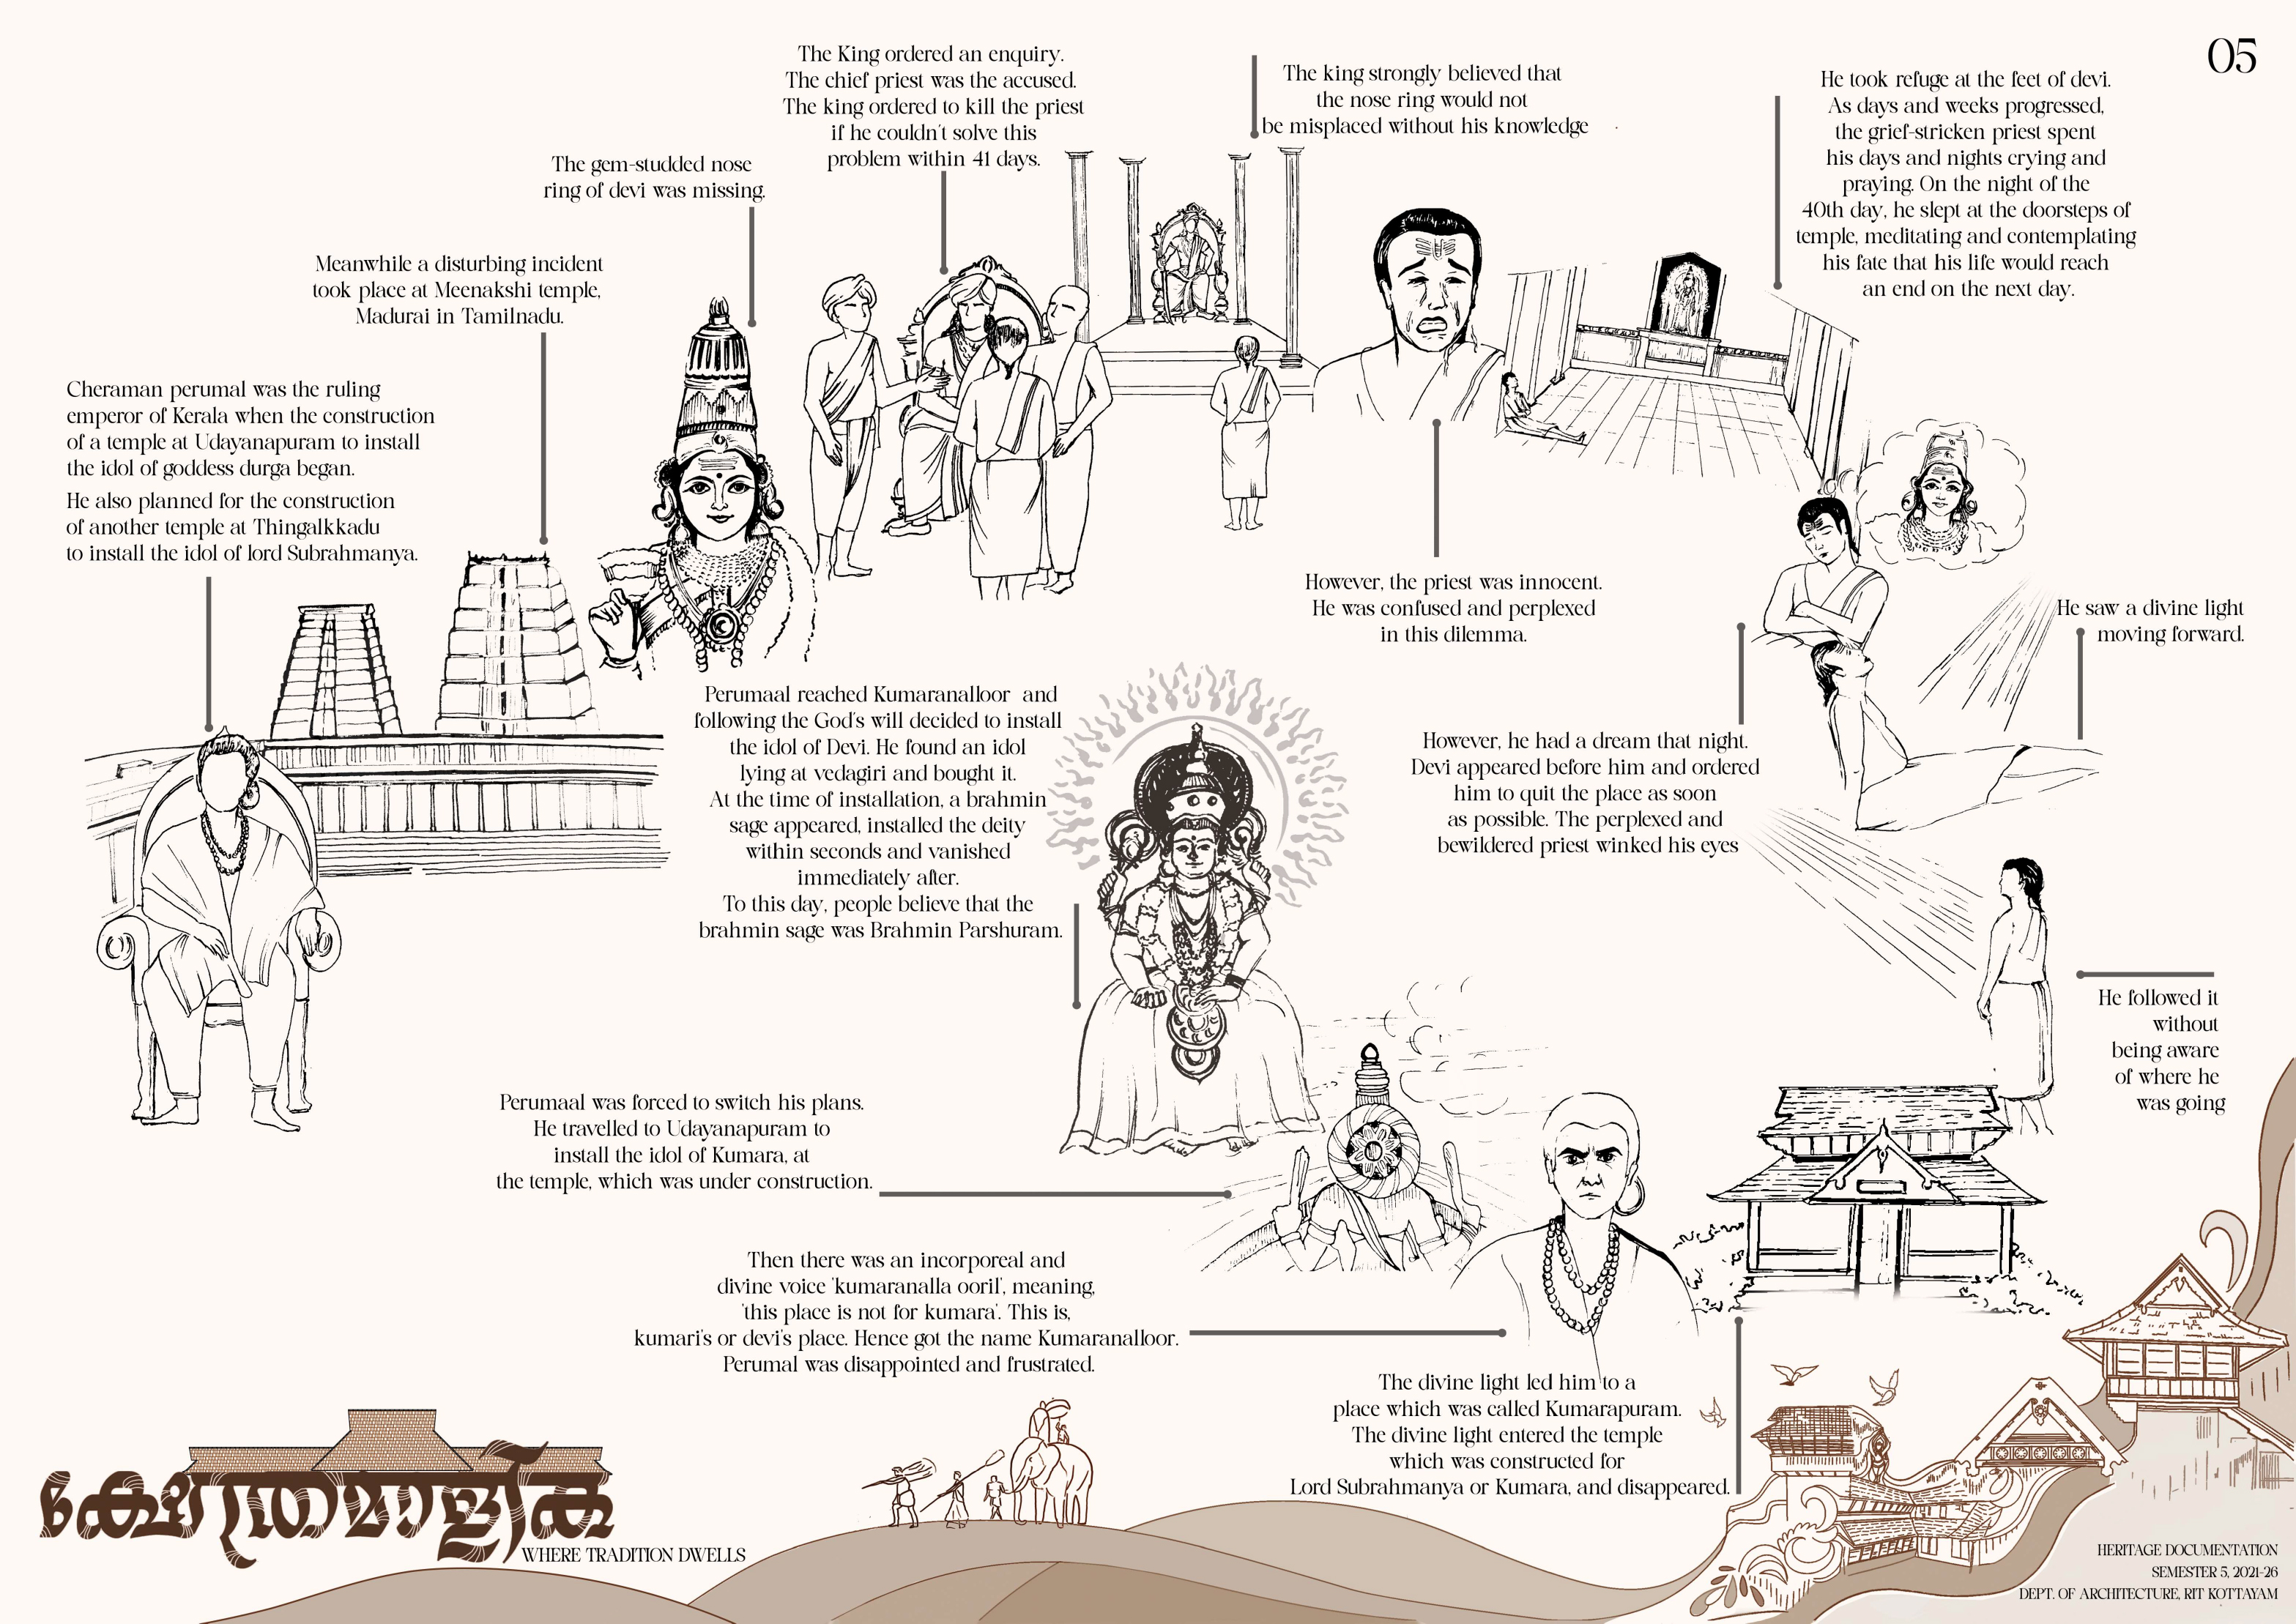 05
Cheraman perumal was the ruling
emperor of Kerala when the construction
of a temple at Udayanapuram to install
the idol of goddess durga began.
He also planned for the construction
of another temple at Thingalkkadu
to install the idol of lord Subrahmanya.
Meanwhile a disturbing incident
took place at Meenakshi temple,
Madurai in Tamilnadu.
The gem-studded nose
ring of devi was missing.
The King ordered an enquiry.
The chief priest was the accused.
The king ordered to kill the priest
if he couldn't solve this
problem within 41 days.
The king strongly believed that
the nose ring would not
be misplaced without his knowledge
However, the priest was innocent.
He was confused and perplexed
in this dilemma.
He took refuge at the feet of devi.
As days and weeks progressed,
the grief-stricken priest spent
his days and nights crying and
praying. On the night of the
40th day, he slept at the doorsteps of
temple, meditating and contemplating
his fate that his life would reach
an end on the next day.
However, he had a dream that night.
Devi appeared before him and ordered
him to quit the place as soon
as possible. The perplexed and
bewildered priest winked his eyes
He saw a divine light
moving forward.
He followed it
without
being aware
of where he
was going
The divine light led him to a
place which was called Kumarapuram.
The divine light entered the temple
which was constructed for
Lord Subrahmanya or Kumara, and disappeared.
Then there was an incorporeal and
divine voice 'kumaranalla ooril', meaning,
'this place is not for kumara'. This is,
kumari's or devi's place. Hence got the name Kumaranalloor.
Perumal was disappointed and frustrated.
Perumaal was forced to switch his plans.
He travelled to Udayanapuram to
install the idol of Kumara, at
the temple, which was under construction.
Perumaal reached Kumaranalloor and
following the God's will decided to install
the idol of Devi. He found an idol
lying at vedagiri and bought it.
At the time of installation, a brahmin
sage appeared, installed the deity
within seconds and vanished
immediately after.
To this day, people believe that the
brahmin sage was Brahmin Parshuram.
ക്ഷേത്രമാളിക
WHERE TRADITION DWELLS
HERITAGE DOCUMENTATION
SEMESTER 5, 2021-26
DEPT. OF ARCHITECTURE, RIT KOTTAYAM